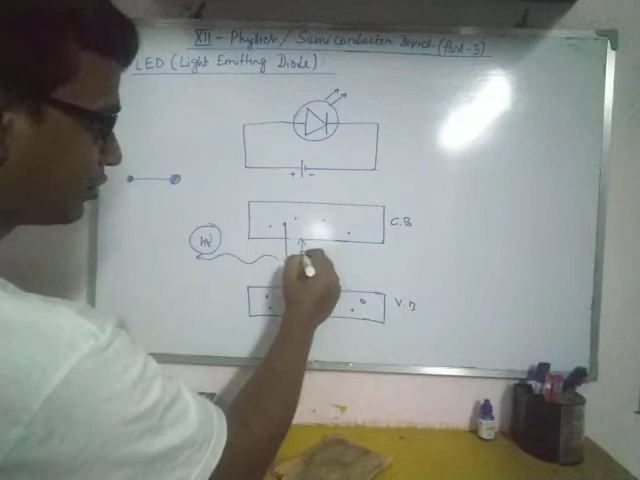 XII - Physics / Semiconductor Device (Part-3)
LED (Light Emitting Diode):
+ -
C.B
hν
V.B